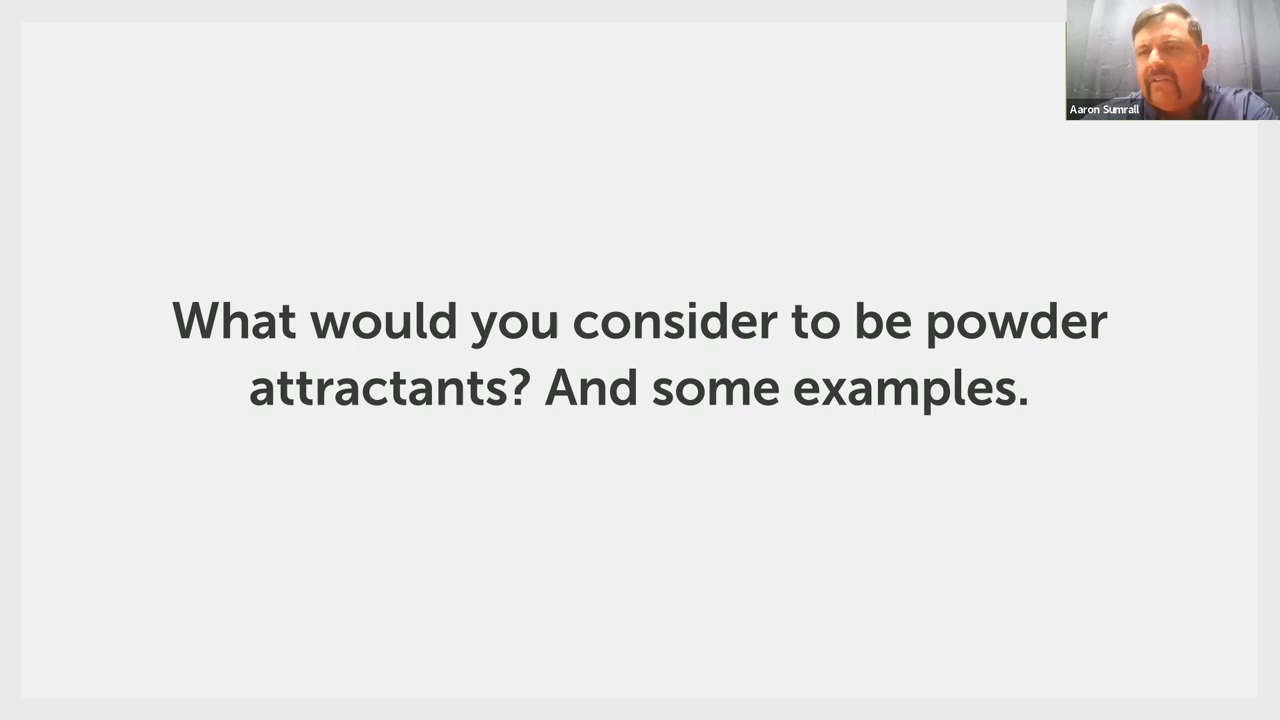 Aaron Sumrall
What would you consider to be powder
attractants? And some examples.